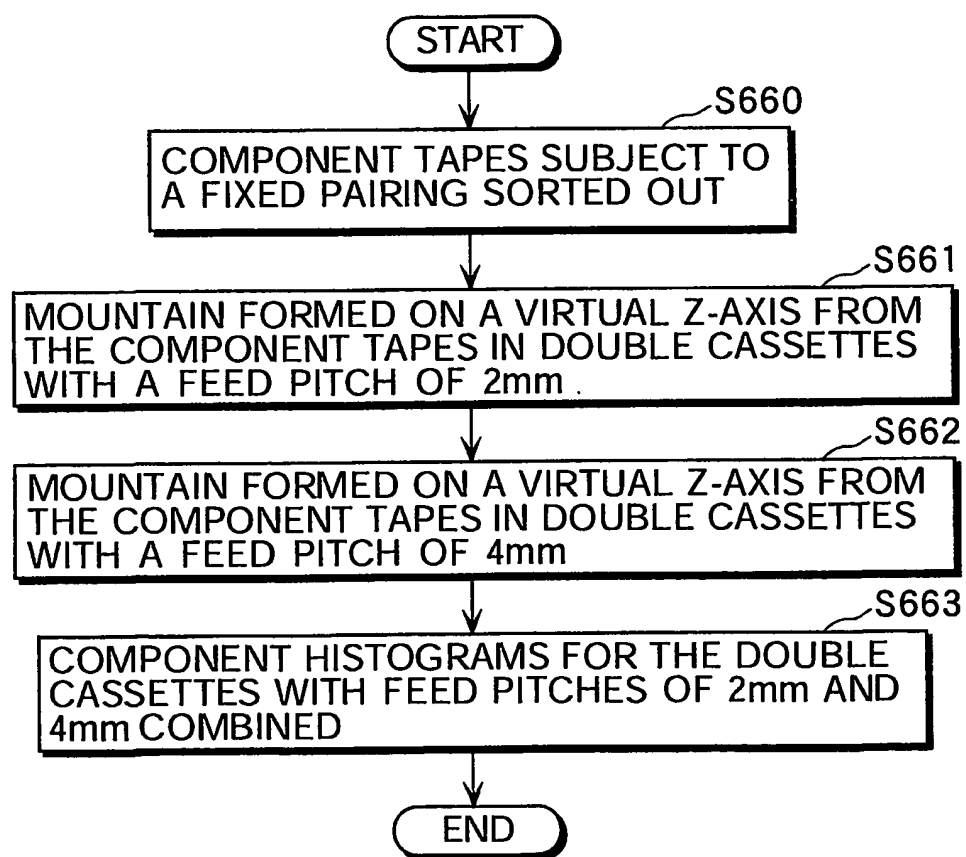 START
S660
COMPONENT TAPES SUBJECT TO
A FIXED PAIRING SORTED OUT
S661
MOUNTAIN FORMED ON A VIRTUAL Z-AXIS FROM
THE COMPONENT TAPES IN DOUBLE CASSETTES
WITH A FEED PITCH OF 2mm .
S662
MOUNTAIN FORMED ON A VIRTUAL Z-AXIS FROM
THE COMPONENT TAPES IN DOUBLE CASSETTES
WITH A FEED PITCH OF 4mm
S663
COMPONENT HISTOGRAMS FOR THE DOUBLE
CASSETTES WITH FEED PITCHES OF 2mm AND
4mm COMBINED
END